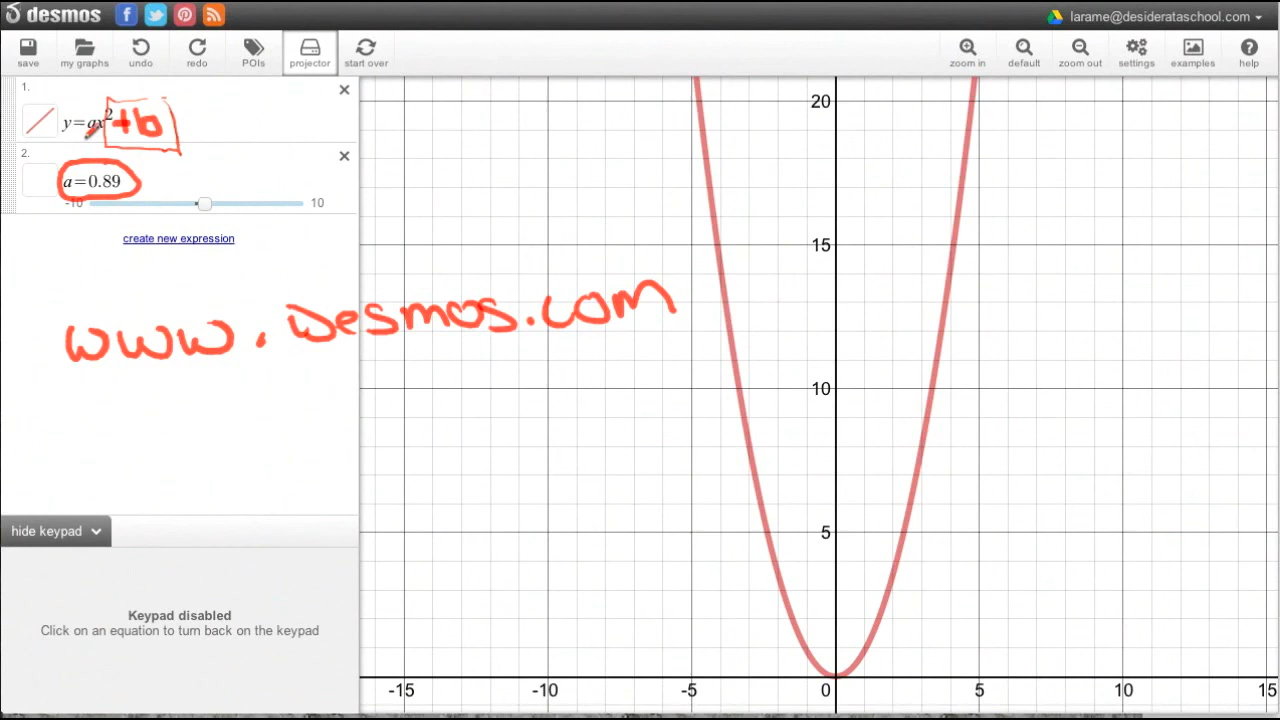 desmos
larame@desiderataschool.com
save my graphs undo redo POIs projector start over zoom in default zoom out settings examples help
1.
y=ax² +b
2.
a=0.89
-10 10
create new expression
www.Desmos.com
hide keypad
Keypad disabled
Click on an equation to turn back on the keypad
20
15
10
5
-15 -10 -5 0 5 10 15